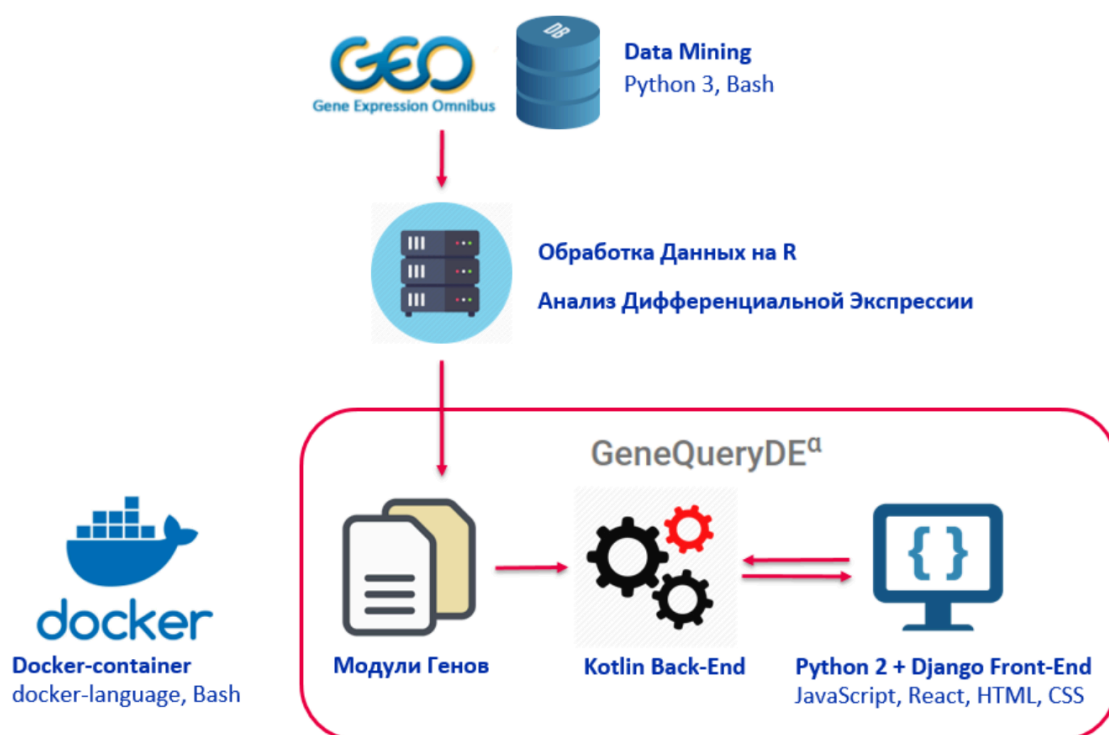 GEO
Gene Expression Omnibus
DB
Data Mining
Python 3, Bash
Обработка Данных на R
Анализ Дифференциальной Экспрессии
GeneQueryDEα
{ }
docker
Docker-container
docker-language, Bash
Модули Генов
Kotlin Back-End
Python 2 + Django Front-End
JavaScript, React, HTML, CSS